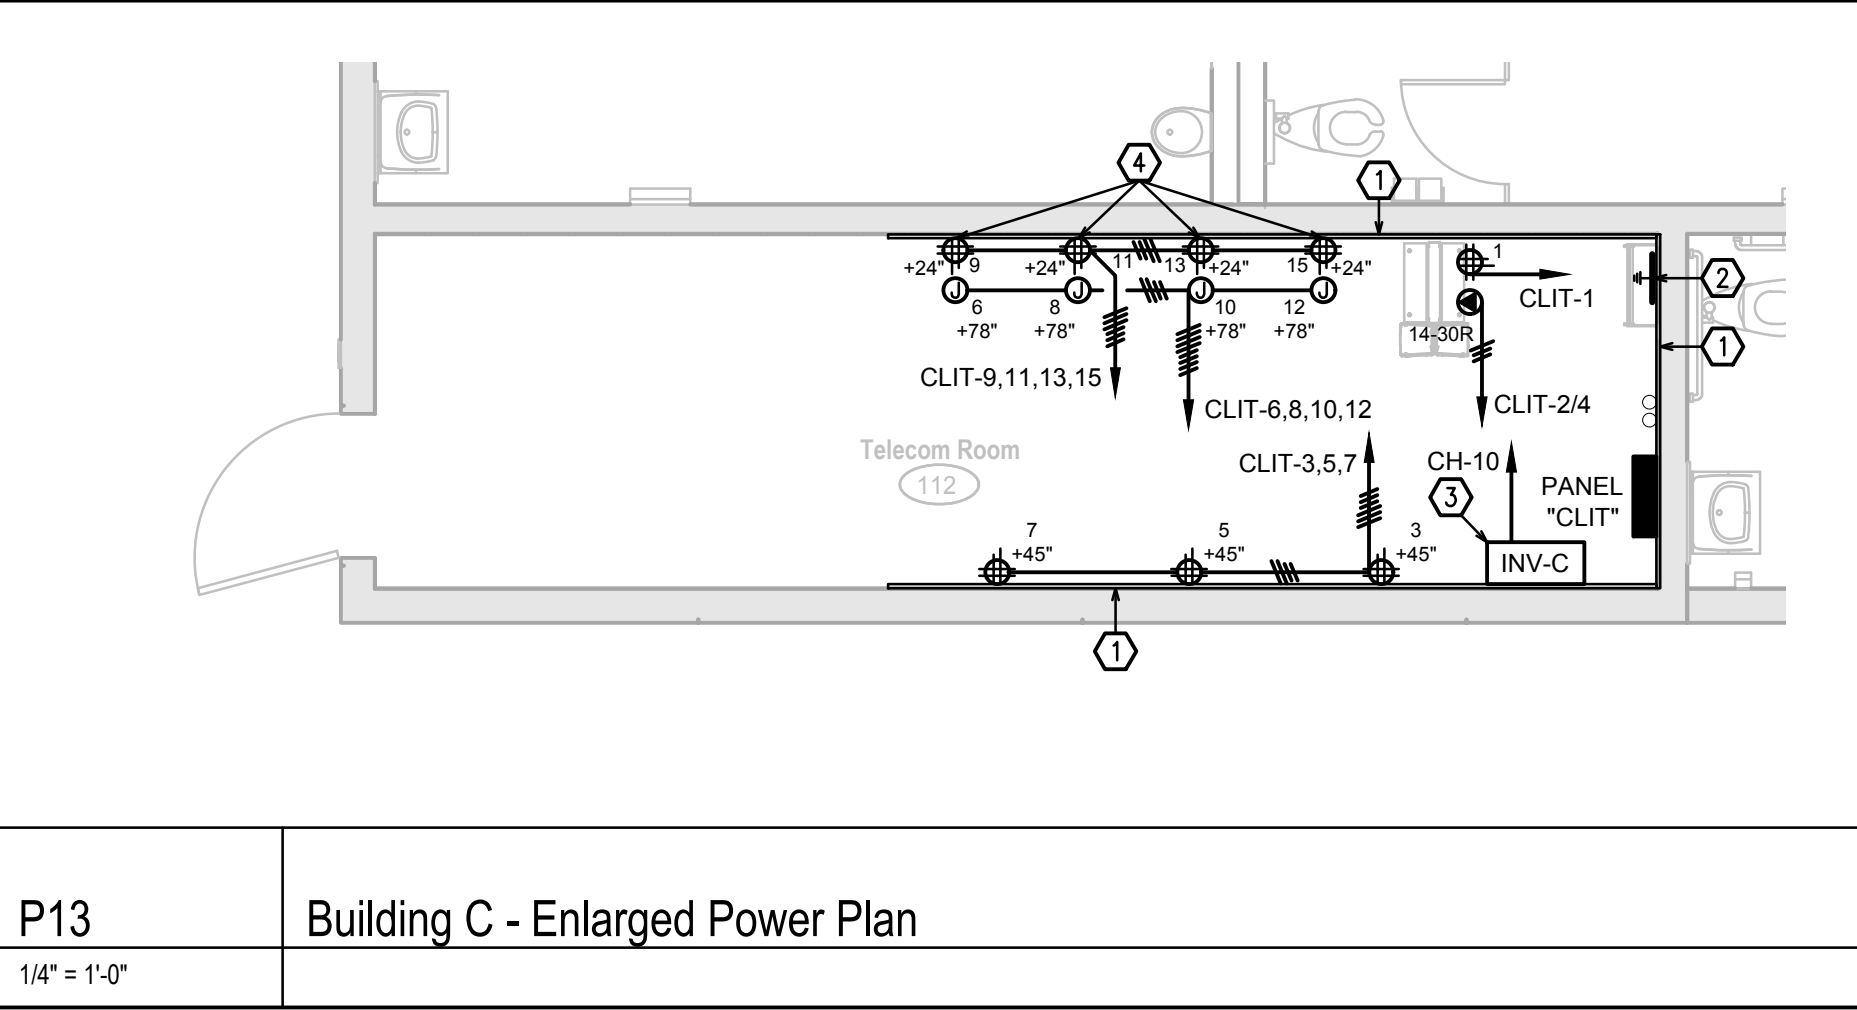 4
1
9
11
13
15
1
+24"
+24"
+24"
+24"
2
CLIT-1
J
J
J
J
6
8
10
12
+78"
+78"
+78"
+78"
14-30R
1
CLIT-9,11,13,15
CLIT-6,8,10,12
CLIT-2/4
Telecom Room
112
CLIT-3,5,7
CH-10
3
PANEL
"CLIT"
7
5
3
+45"
+45"
+45"
INV-C
1
P13
Building C - Enlarged Power Plan
1/4" = 1'-0"